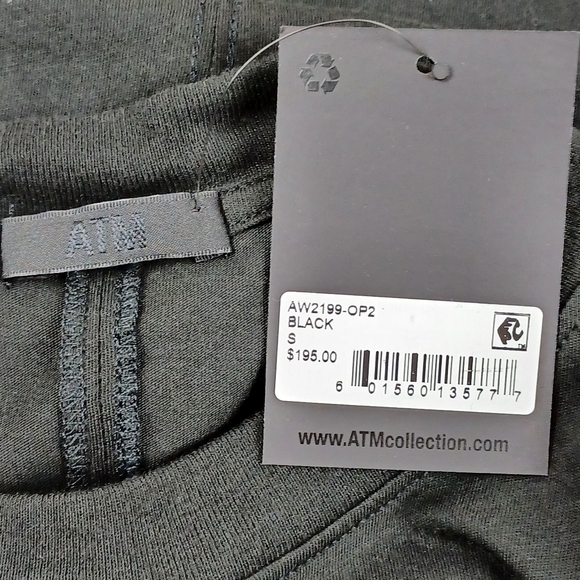 ATM
AW2199-OP2
BLACK
S
$195.00
6 01560 13577 7
www.ATMcollection.com